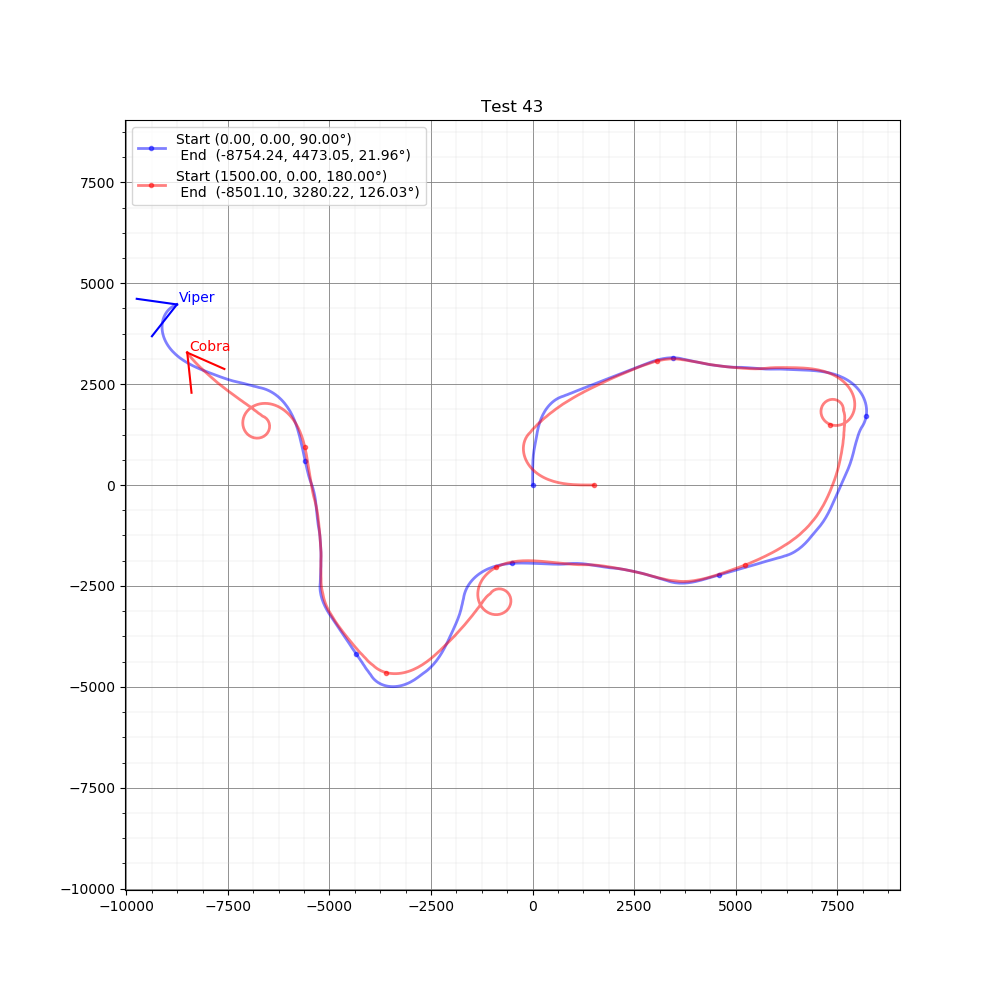 Test 43
Start (0.00, 0.00, 90.00°)
End  (-8754.24, 4473.05, 21.96°)
Start (1500.00, 0.00, 180.00°)
End  (-8501.10, 3280.22, 126.03°)
7500
5000
Viper
Cobra
2500
0
−2500
−5000
−7500
−10000
−10000 −7500 −5000 −2500 0 2500 5000 7500